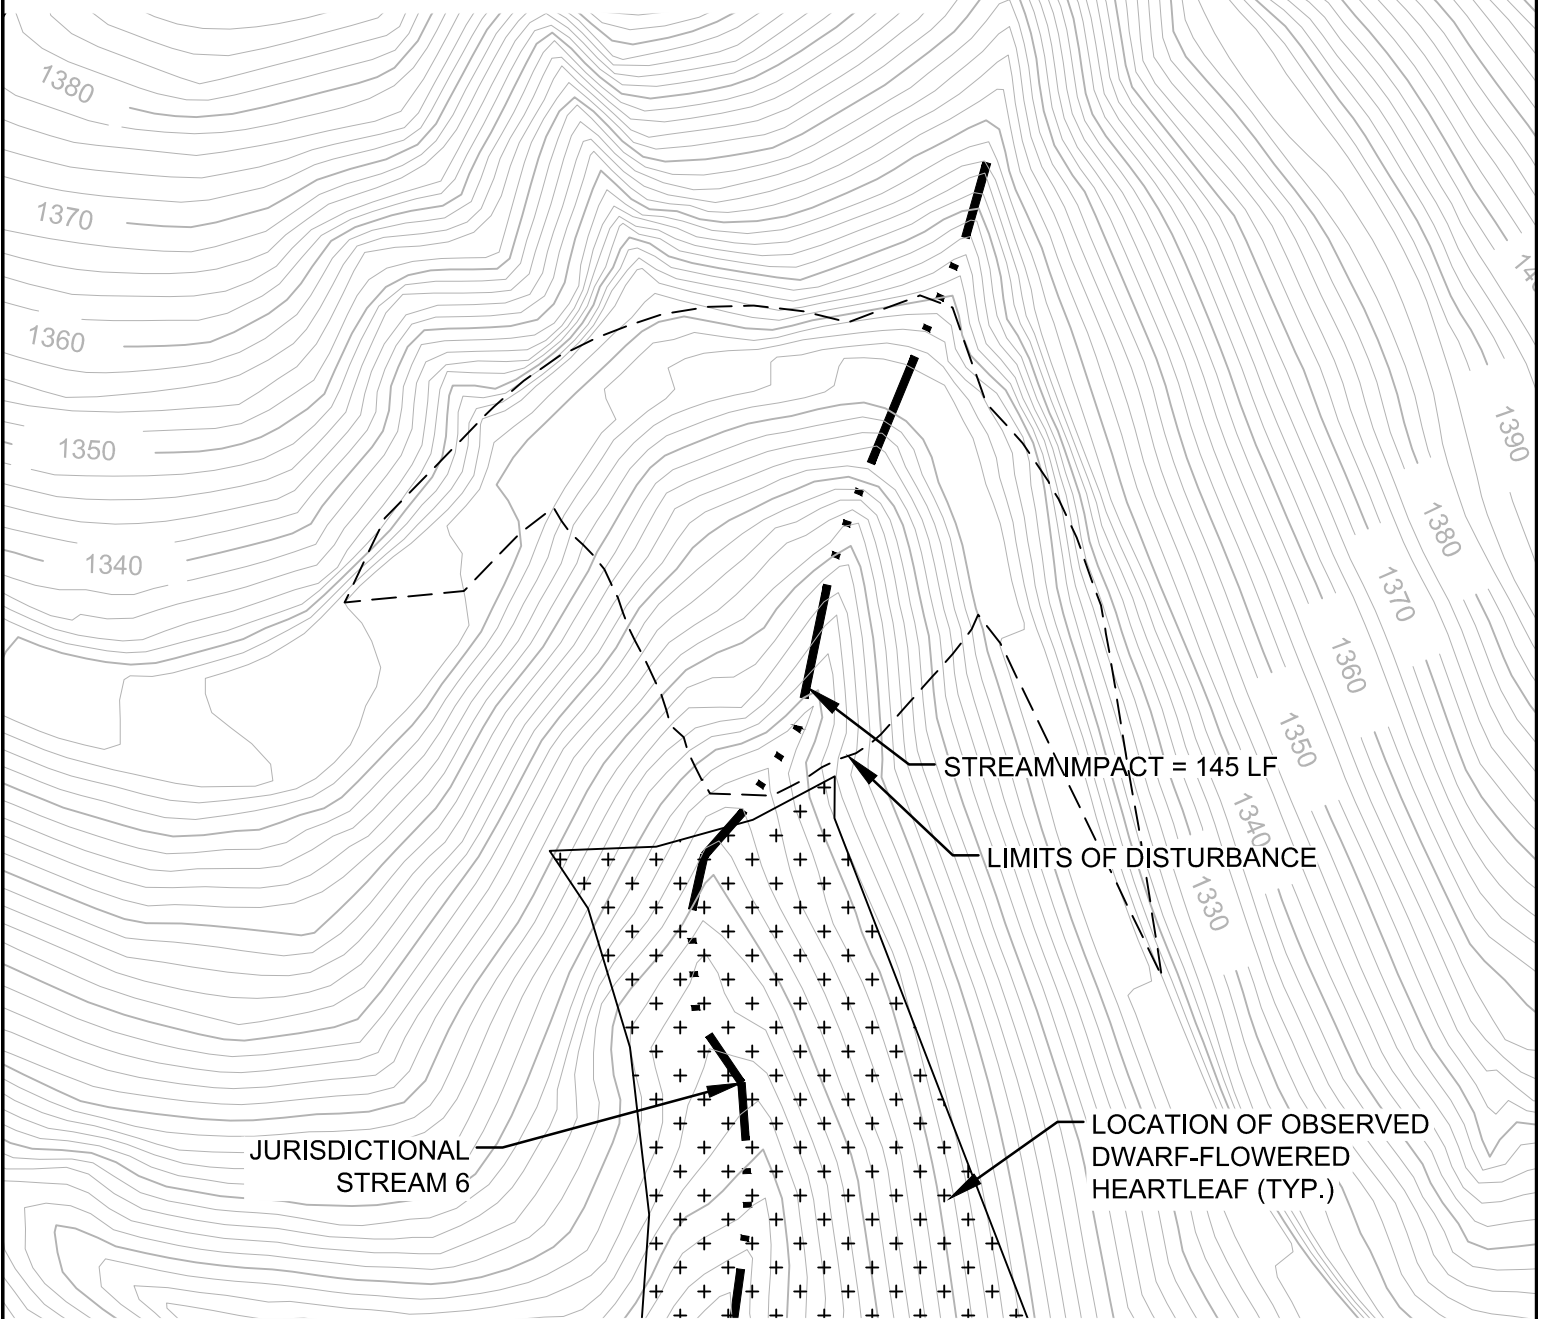 1380
1370
1360
1350
1340
1390
1380
1370
1360
1350
1340
1330
STREAM IMPACT = 145 LF
LIMITS OF DISTURBANCE
JURISDICTIONAL
STREAM 6
LOCATION OF OBSERVED
DWARF-FLOWERED
HEARTLEAF (TYP.)